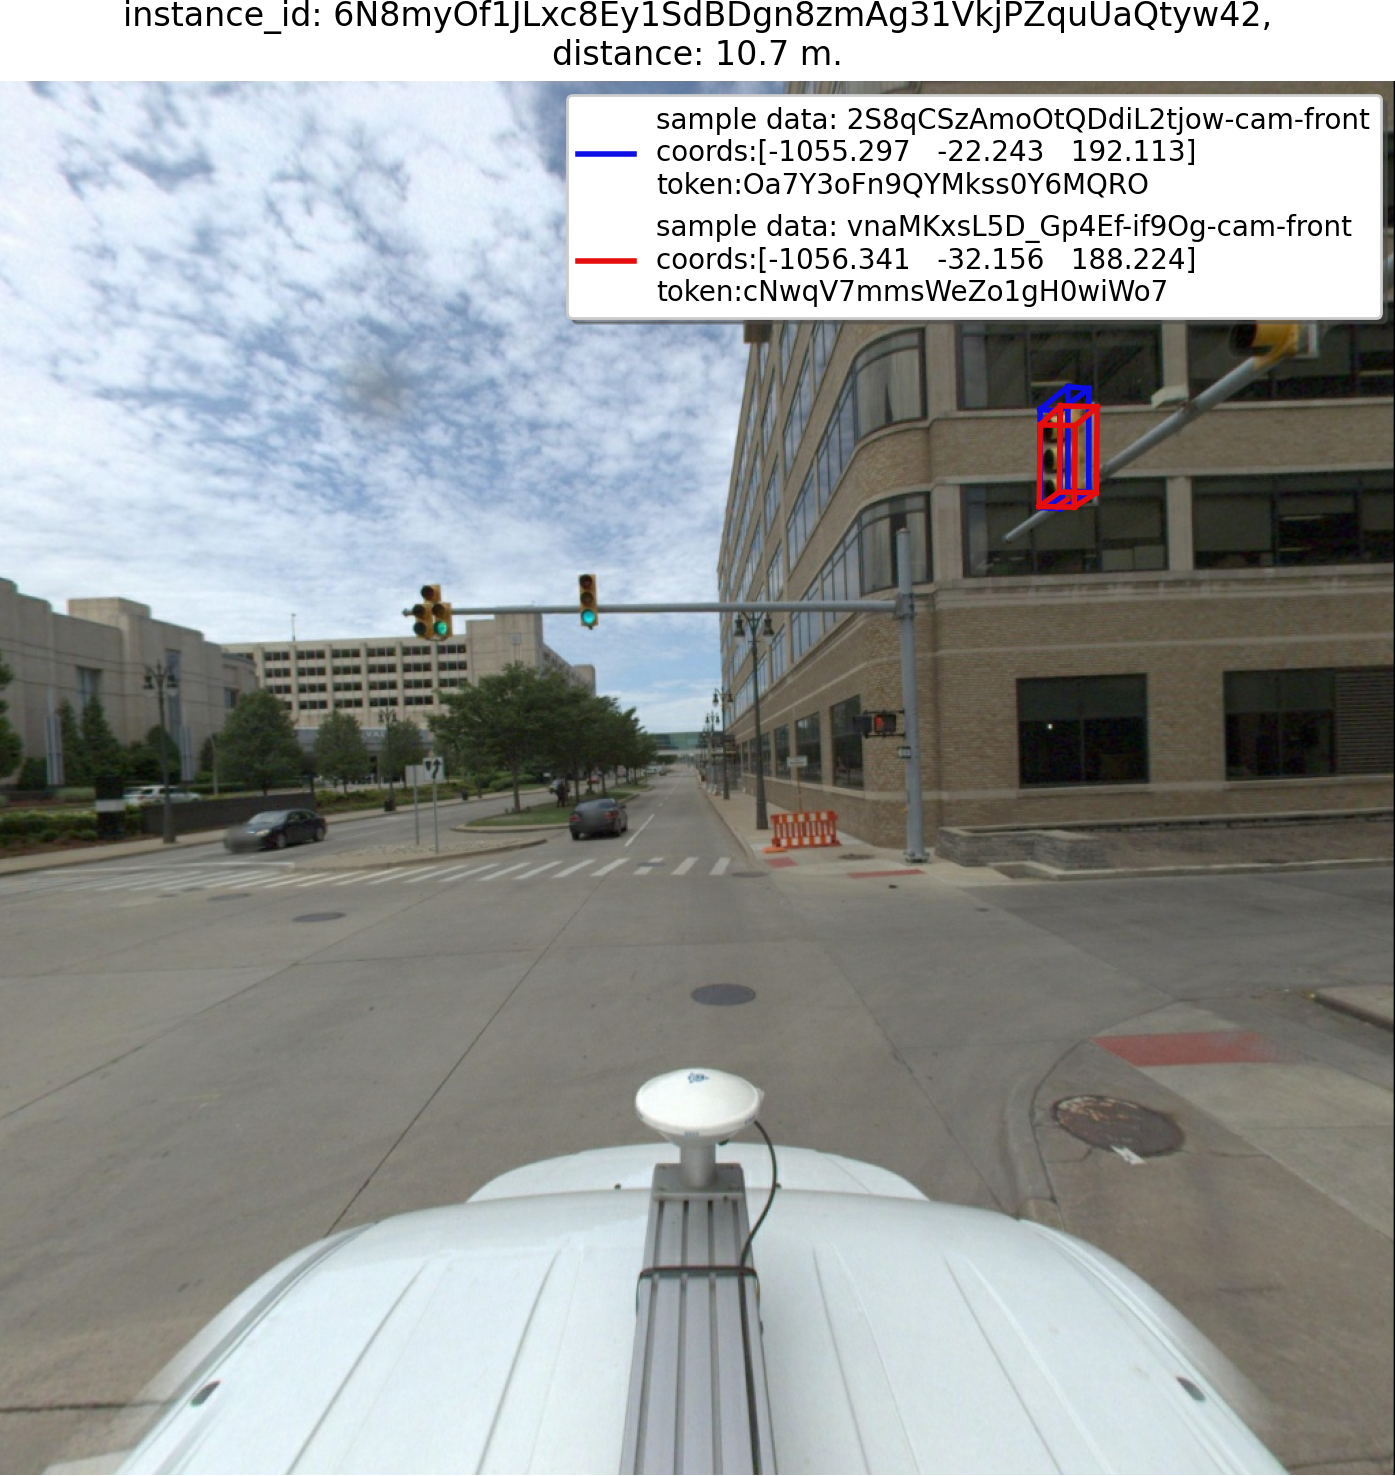 instance_id: 6N8myOf1JLxc8Ey1SdBDgn8zmAg31VkjPZquUaQtyw42,
distance: 10.7 m.
sample data: 2S8qCSzAmoOtQDdiL2tjow-cam-front
coords:[-1055.297 -22.243 192.113]
token:Oa7Y3oFn9QYMkss0Y6MQRO
sample data: vnaMKxsL5D_Gp4Ef-if9Og-cam-front
coords:[-1056.341 -32.156 188.224]
token:cNwqV7mmsWeZo1gH0wiWo7